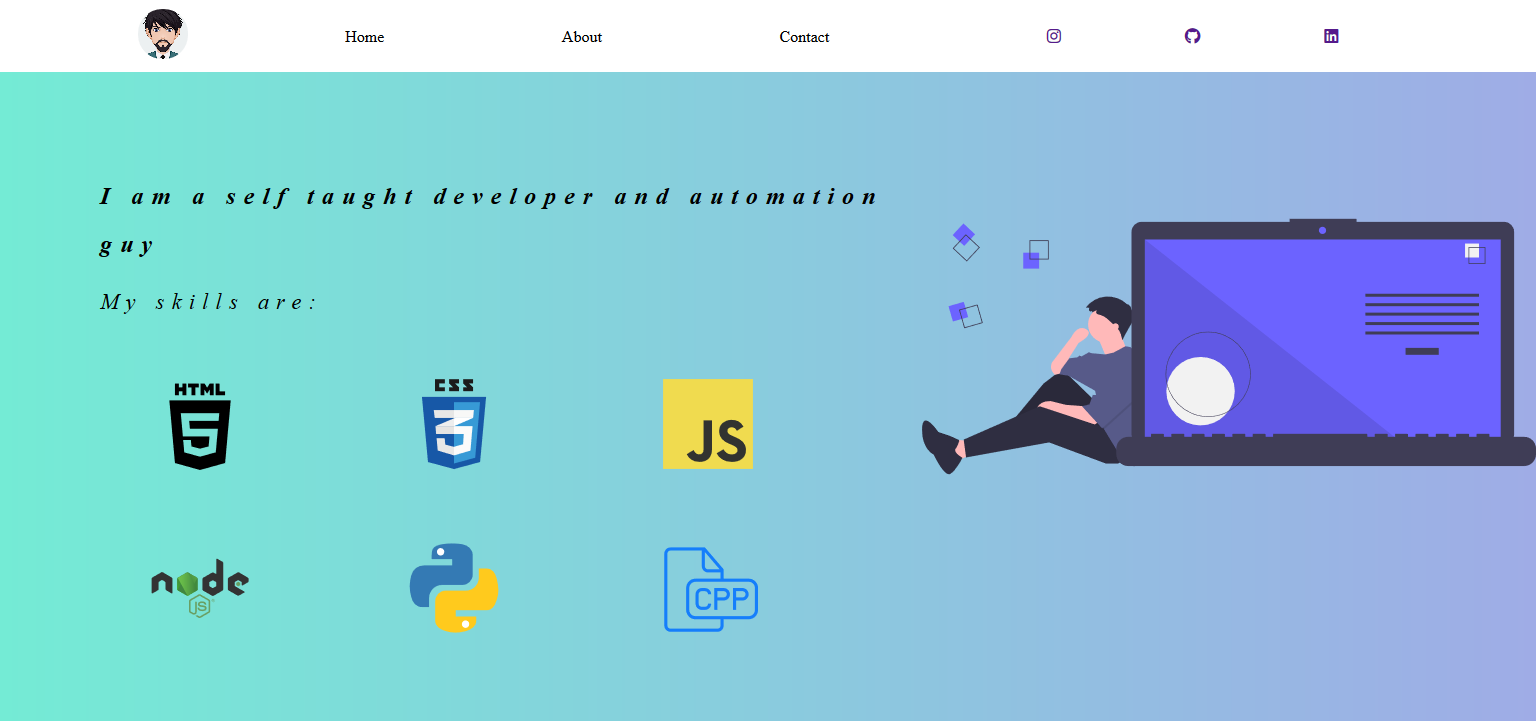 Home About Contact
I am a self taught developer and automation
guy
My skills are:
HTML
5
CSS
3
JS
node
JS
CPP